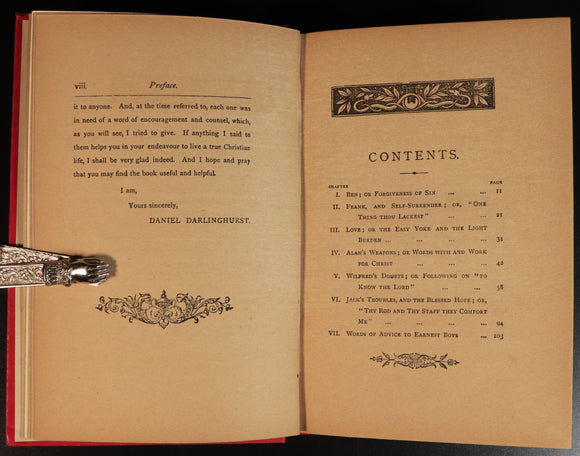 viii. Preface.
it to anyone. And, at the time referred to, each one was
in need of a word of encouragement and counsel, which,
as you will see, I tried to give. If anything I said to
them helps you in your endeavour to live a true Christian
life, I shall be very glad indeed. And I hope and pray
that you may find the book useful and helpful.
I am,
Yours sincerely,
DANIEL DARLINGHURST.
CONTENTS.
CHAPTER PAGE
I. Ben; or Forgiveness of Sin ... ... 11
II. Frank, and Self-Surrender; or, "One
Thing thou Lackest" ... ... 21
III. Love; or the Easy Yoke and the Light
Burden ... ... ... ... 31
IV. Alan's Weapons; or Words with and Work
for Christ ... ... ... 42
V. Wilfred's Doubts; or Following on "to
Know the Lord" ... ... ... 58
VI. Jack's Troubles, and the Blessed Hope; or,
"Thy Rod and Thy Staff they Comfort
Me" ... ... ... ... 94
VII. Words of Advice to Earnest Boys ... 103